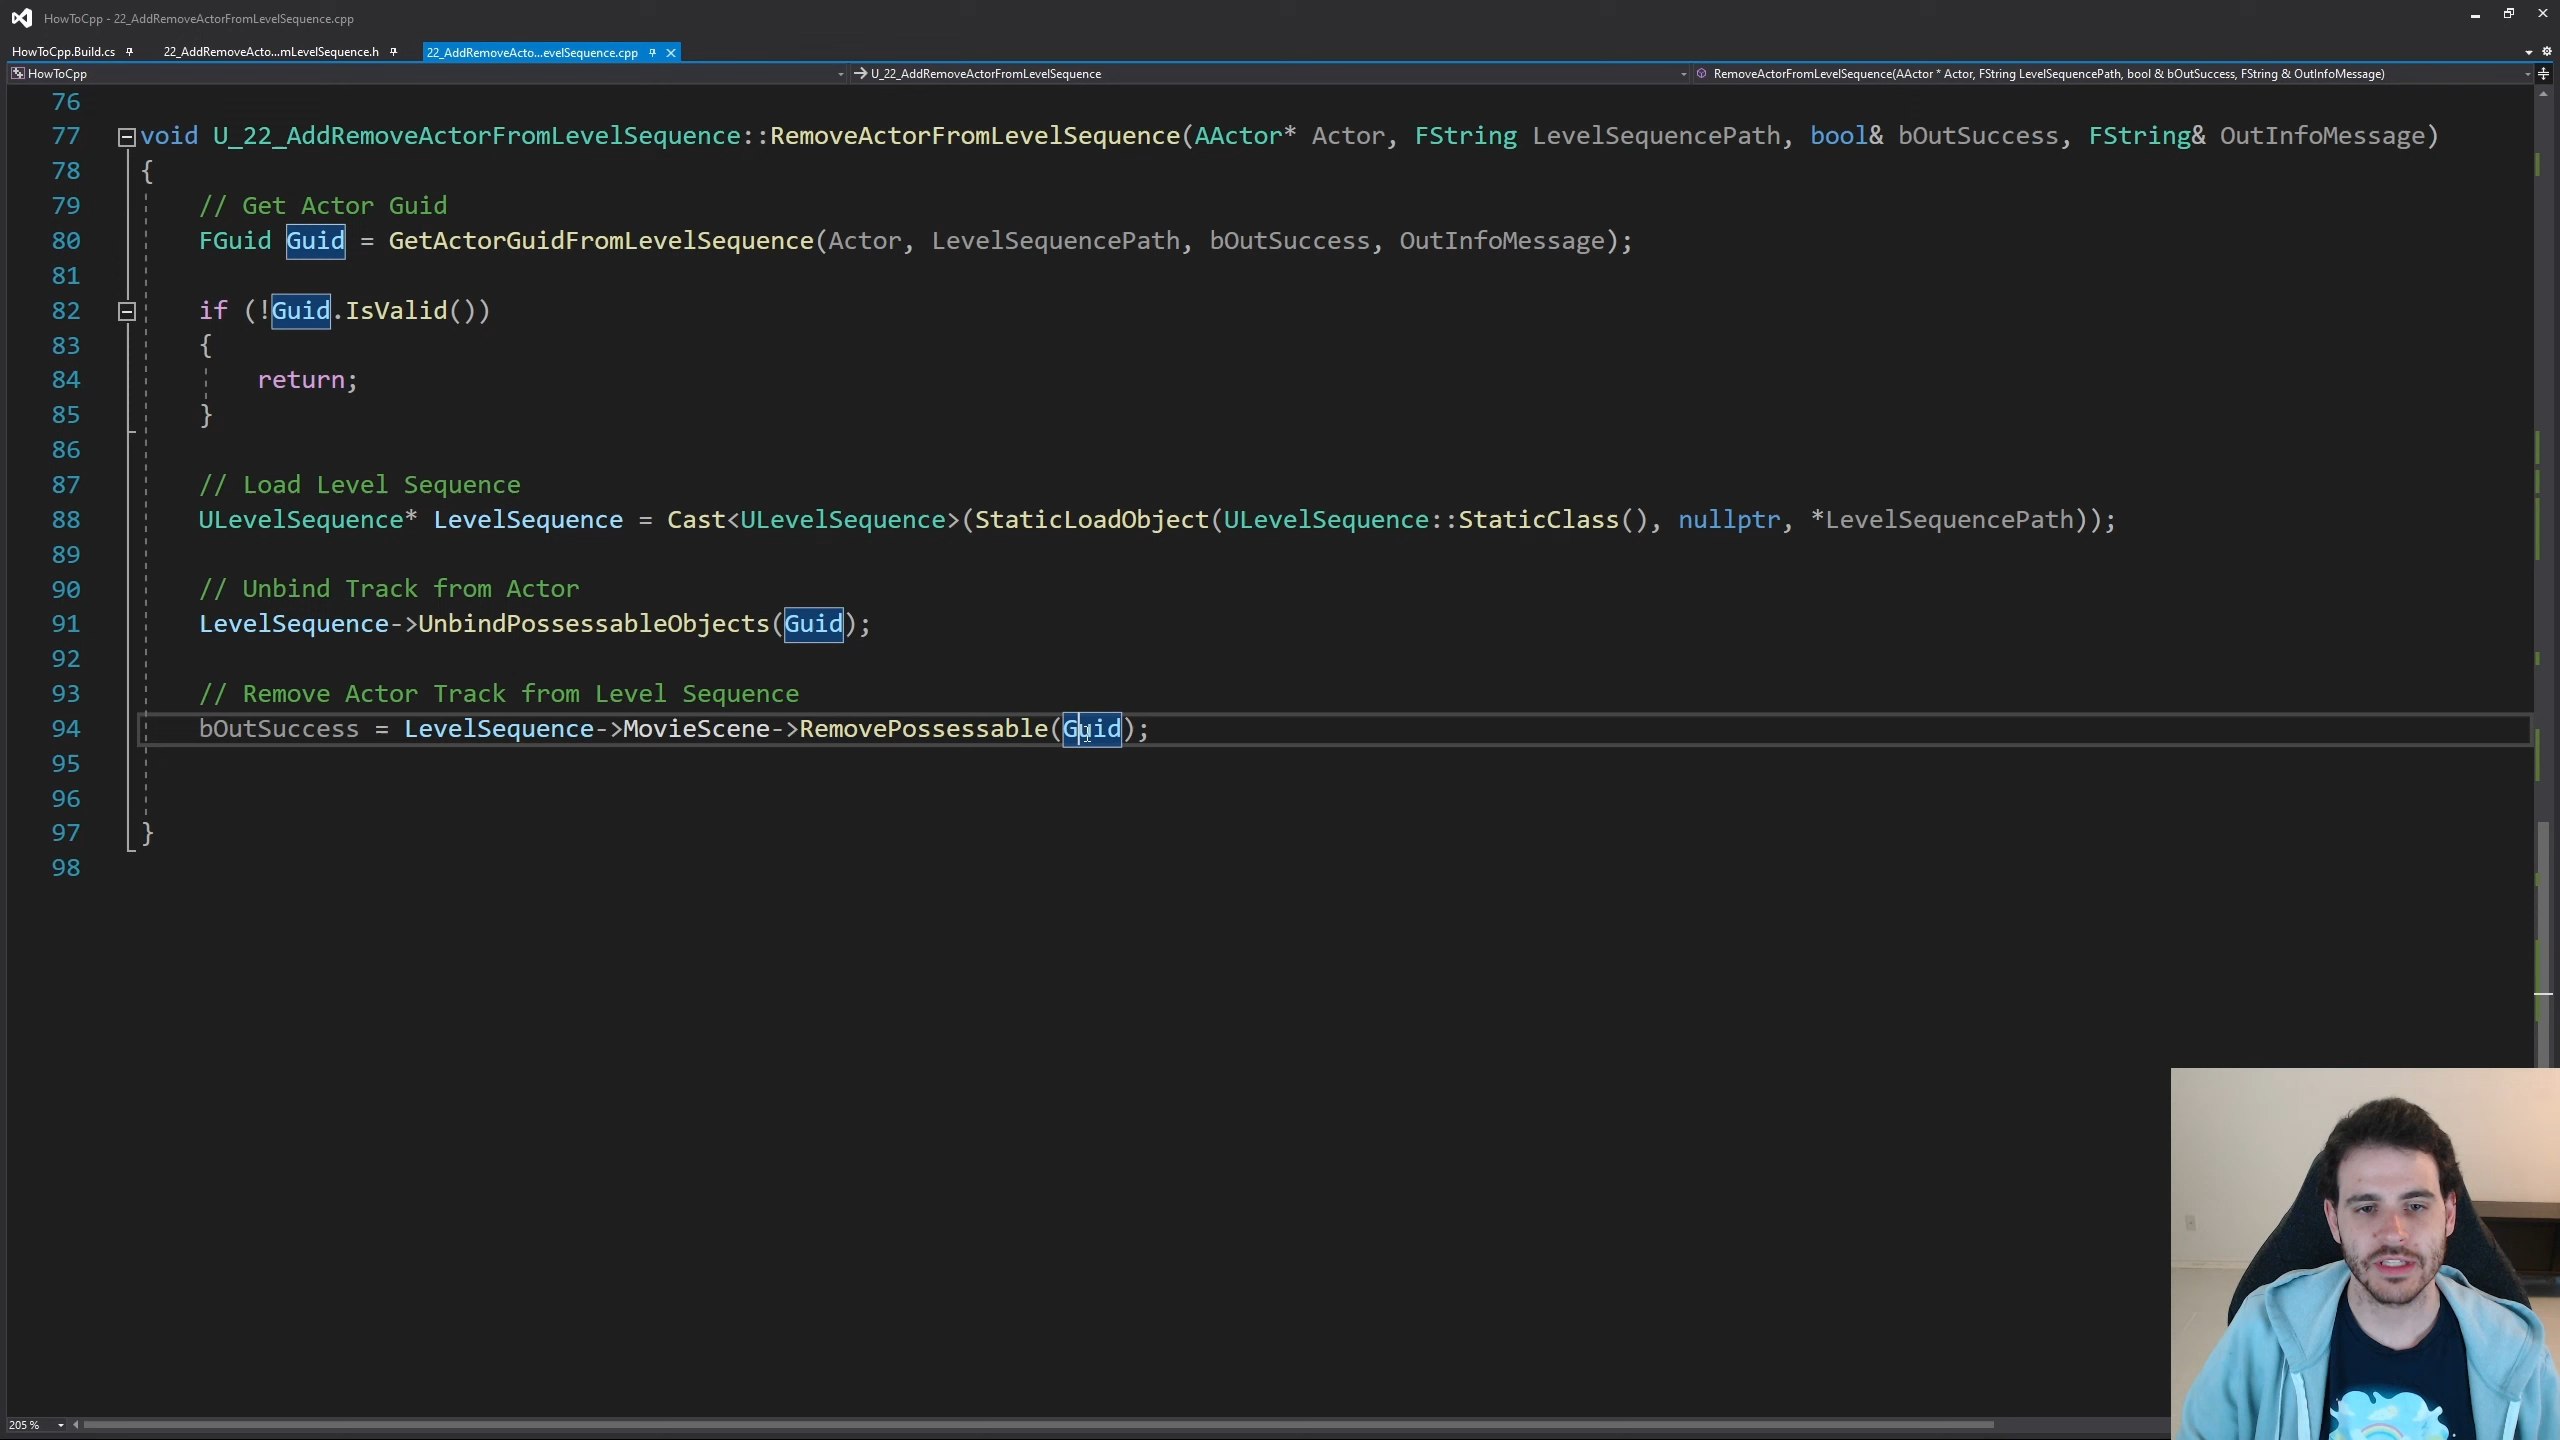 HowToCpp - 22_AddRemoveActorFromLevelSequence.cpp
HowToCpp.Build.cs 22_AddRemoveActo...mLevelSequence.h 22_AddRemoveActo...evelSequence.cpp
HowToCpp U_22_AddRemoveActorFromLevelSequence RemoveActorFromLevelSequence(AActor * Actor, FString LevelSequencePath, bool & bOutSuccess, FString & OutInfoMessage)
76
77 void U_22_AddRemoveActorFromLevelSequence::RemoveActorFromLevelSequence(AActor* Actor, FString LevelSequencePath, bool& bOutSuccess, FString& OutInfoMessage)
78 {
79 // Get Actor Guid
80 FGuid Guid = GetActorGuidFromLevelSequence(Actor, LevelSequencePath, bOutSuccess, OutInfoMessage);
81
82 if (!Guid.IsValid())
83 {
84 return;
85 }
86
87 // Load Level Sequence
88 ULevelSequence* LevelSequence = Cast<ULevelSequence>(StaticLoadObject(ULevelSequence::StaticClass(), nullptr, *LevelSequencePath));
89
90 // Unbind Track from Actor
91 LevelSequence->UnbindPossessableObjects(Guid);
92
93 // Remove Actor Track from Level Sequence
94 bOutSuccess = LevelSequence->MovieScene->RemovePossessable(Guid);
95
96
97 }
98
205 %